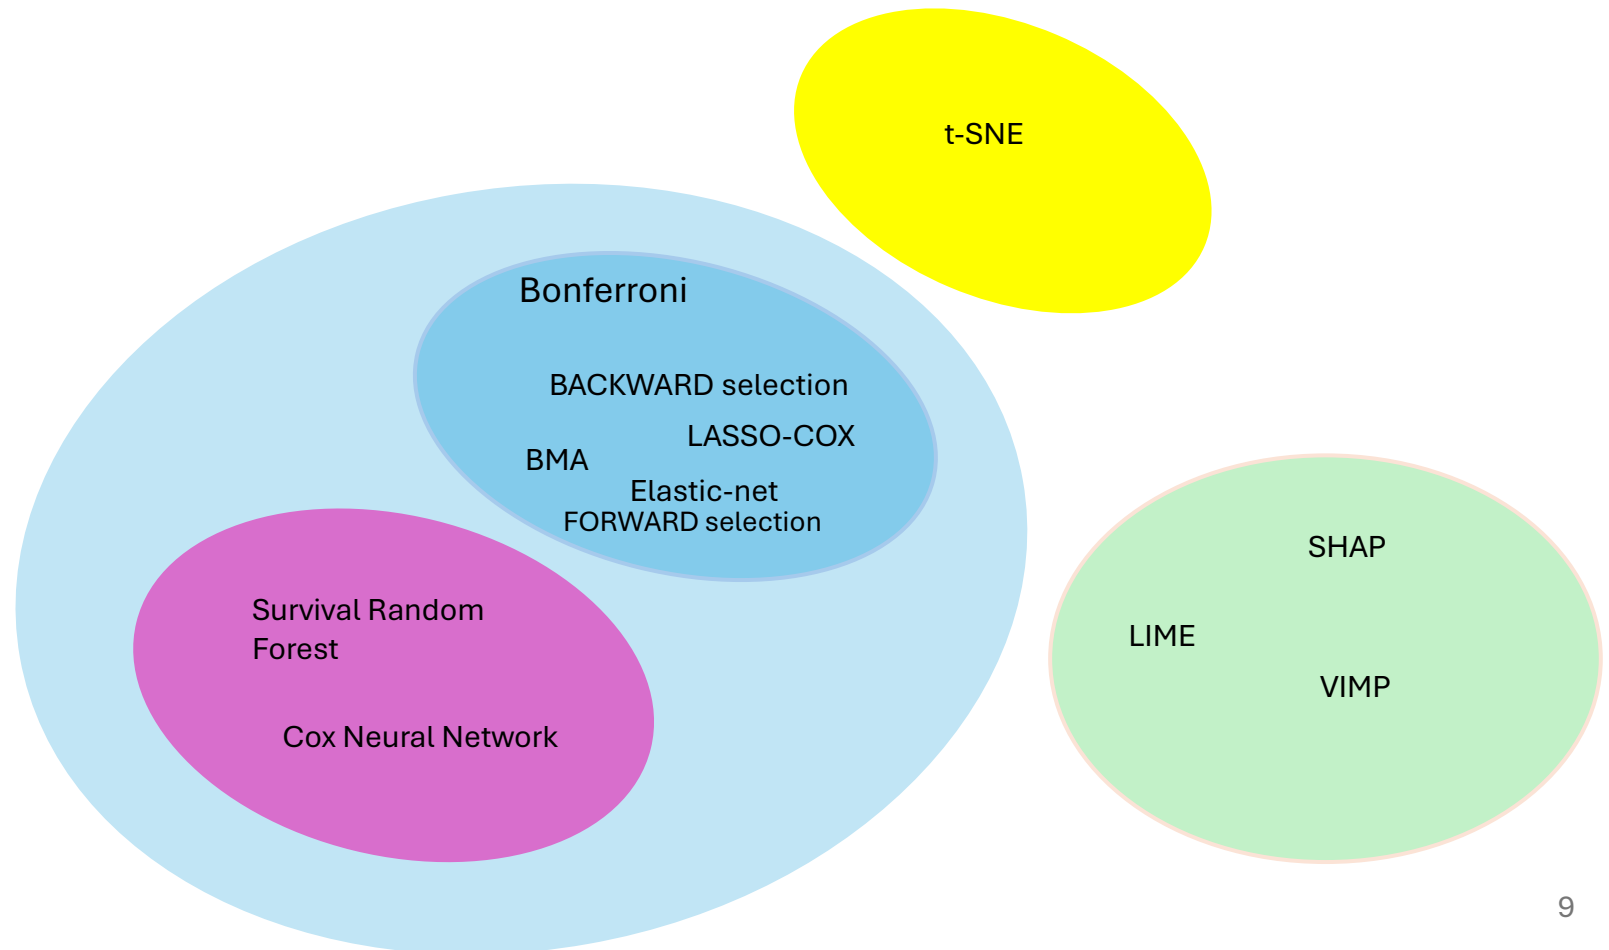 t-SNE
Bonferroni
BACKWARD selection
LASSO-COX
BMA
Elastic-net
FORWARD selection
SHAP
Survival Random
Forest
LIME
VIMP
Cox Neural Network
9